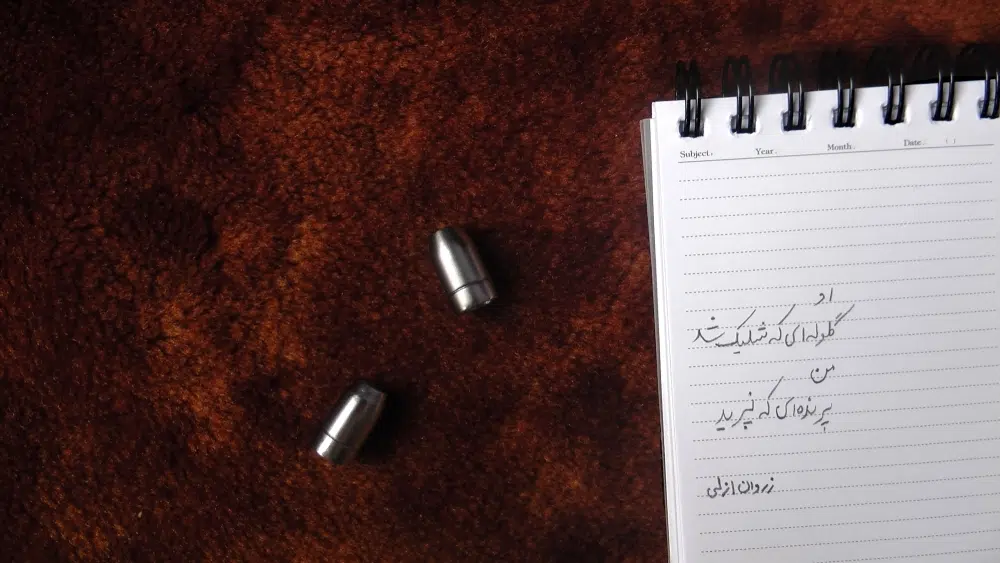 Subject. Year. Month. Date. ( )
او
گلوله‌ای که شلیک شد
من
پرنده‌ای که نپرید
زروان ازلی